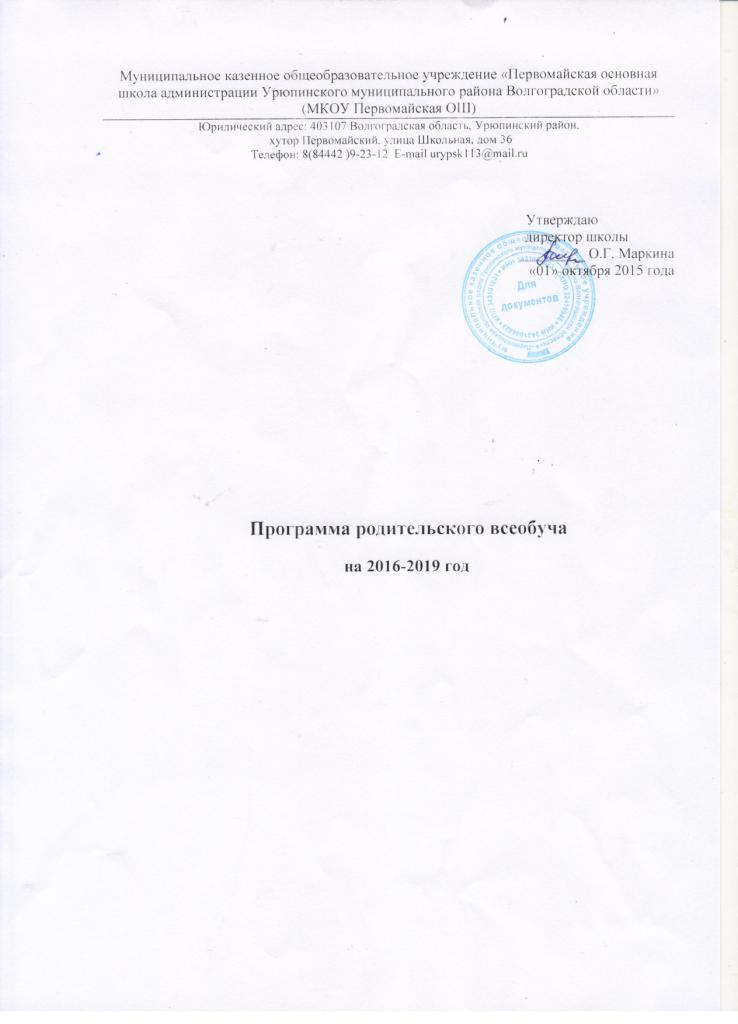 Муниципальное казенное общеобразовательное учреждение «Первомайская основная
школа администрации Урюпинского муниципального района Волгоградской области»
(МКОУ Первомайская ОШ)
Юридический адрес: 403107 Волгоградская область, Урюпинский район,
хутор Первомайский, улица Школьная, дом 36
Телефон: 8(84442 )9-23-12 E-mail urypsk113@mail.ru
Утверждаю
директор школы
О.Г. Маркина
«01» октября 2015 года
Для
документов
Программа родительского всеобуча
на 2016-2019 год